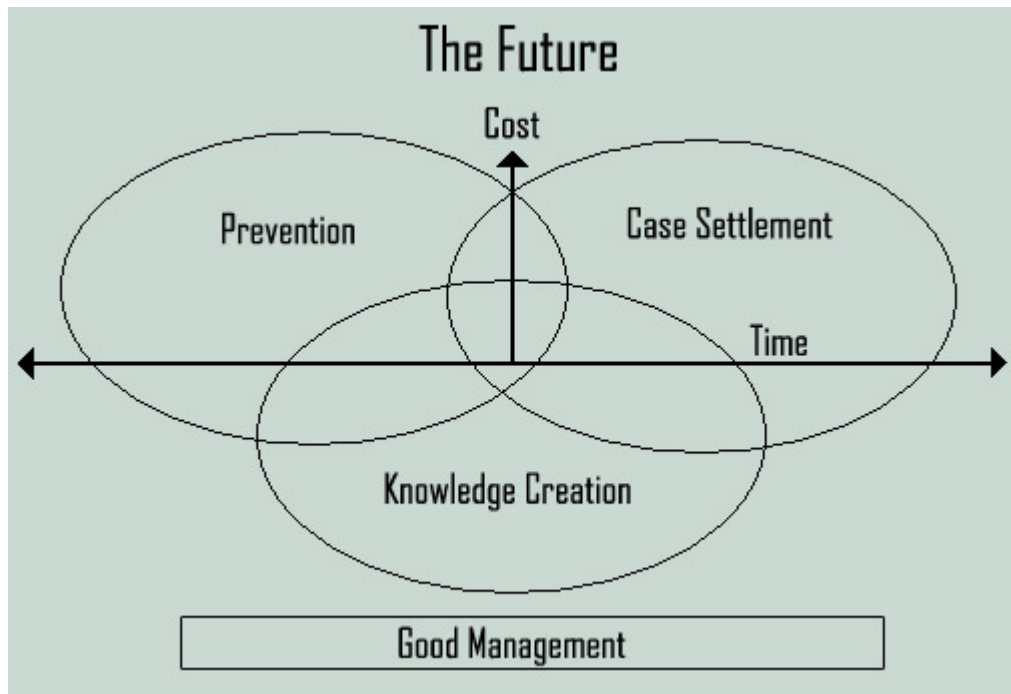 The Future
Cost
Prevention
Case Settlement
Time
Knowledge Creation
Good Management